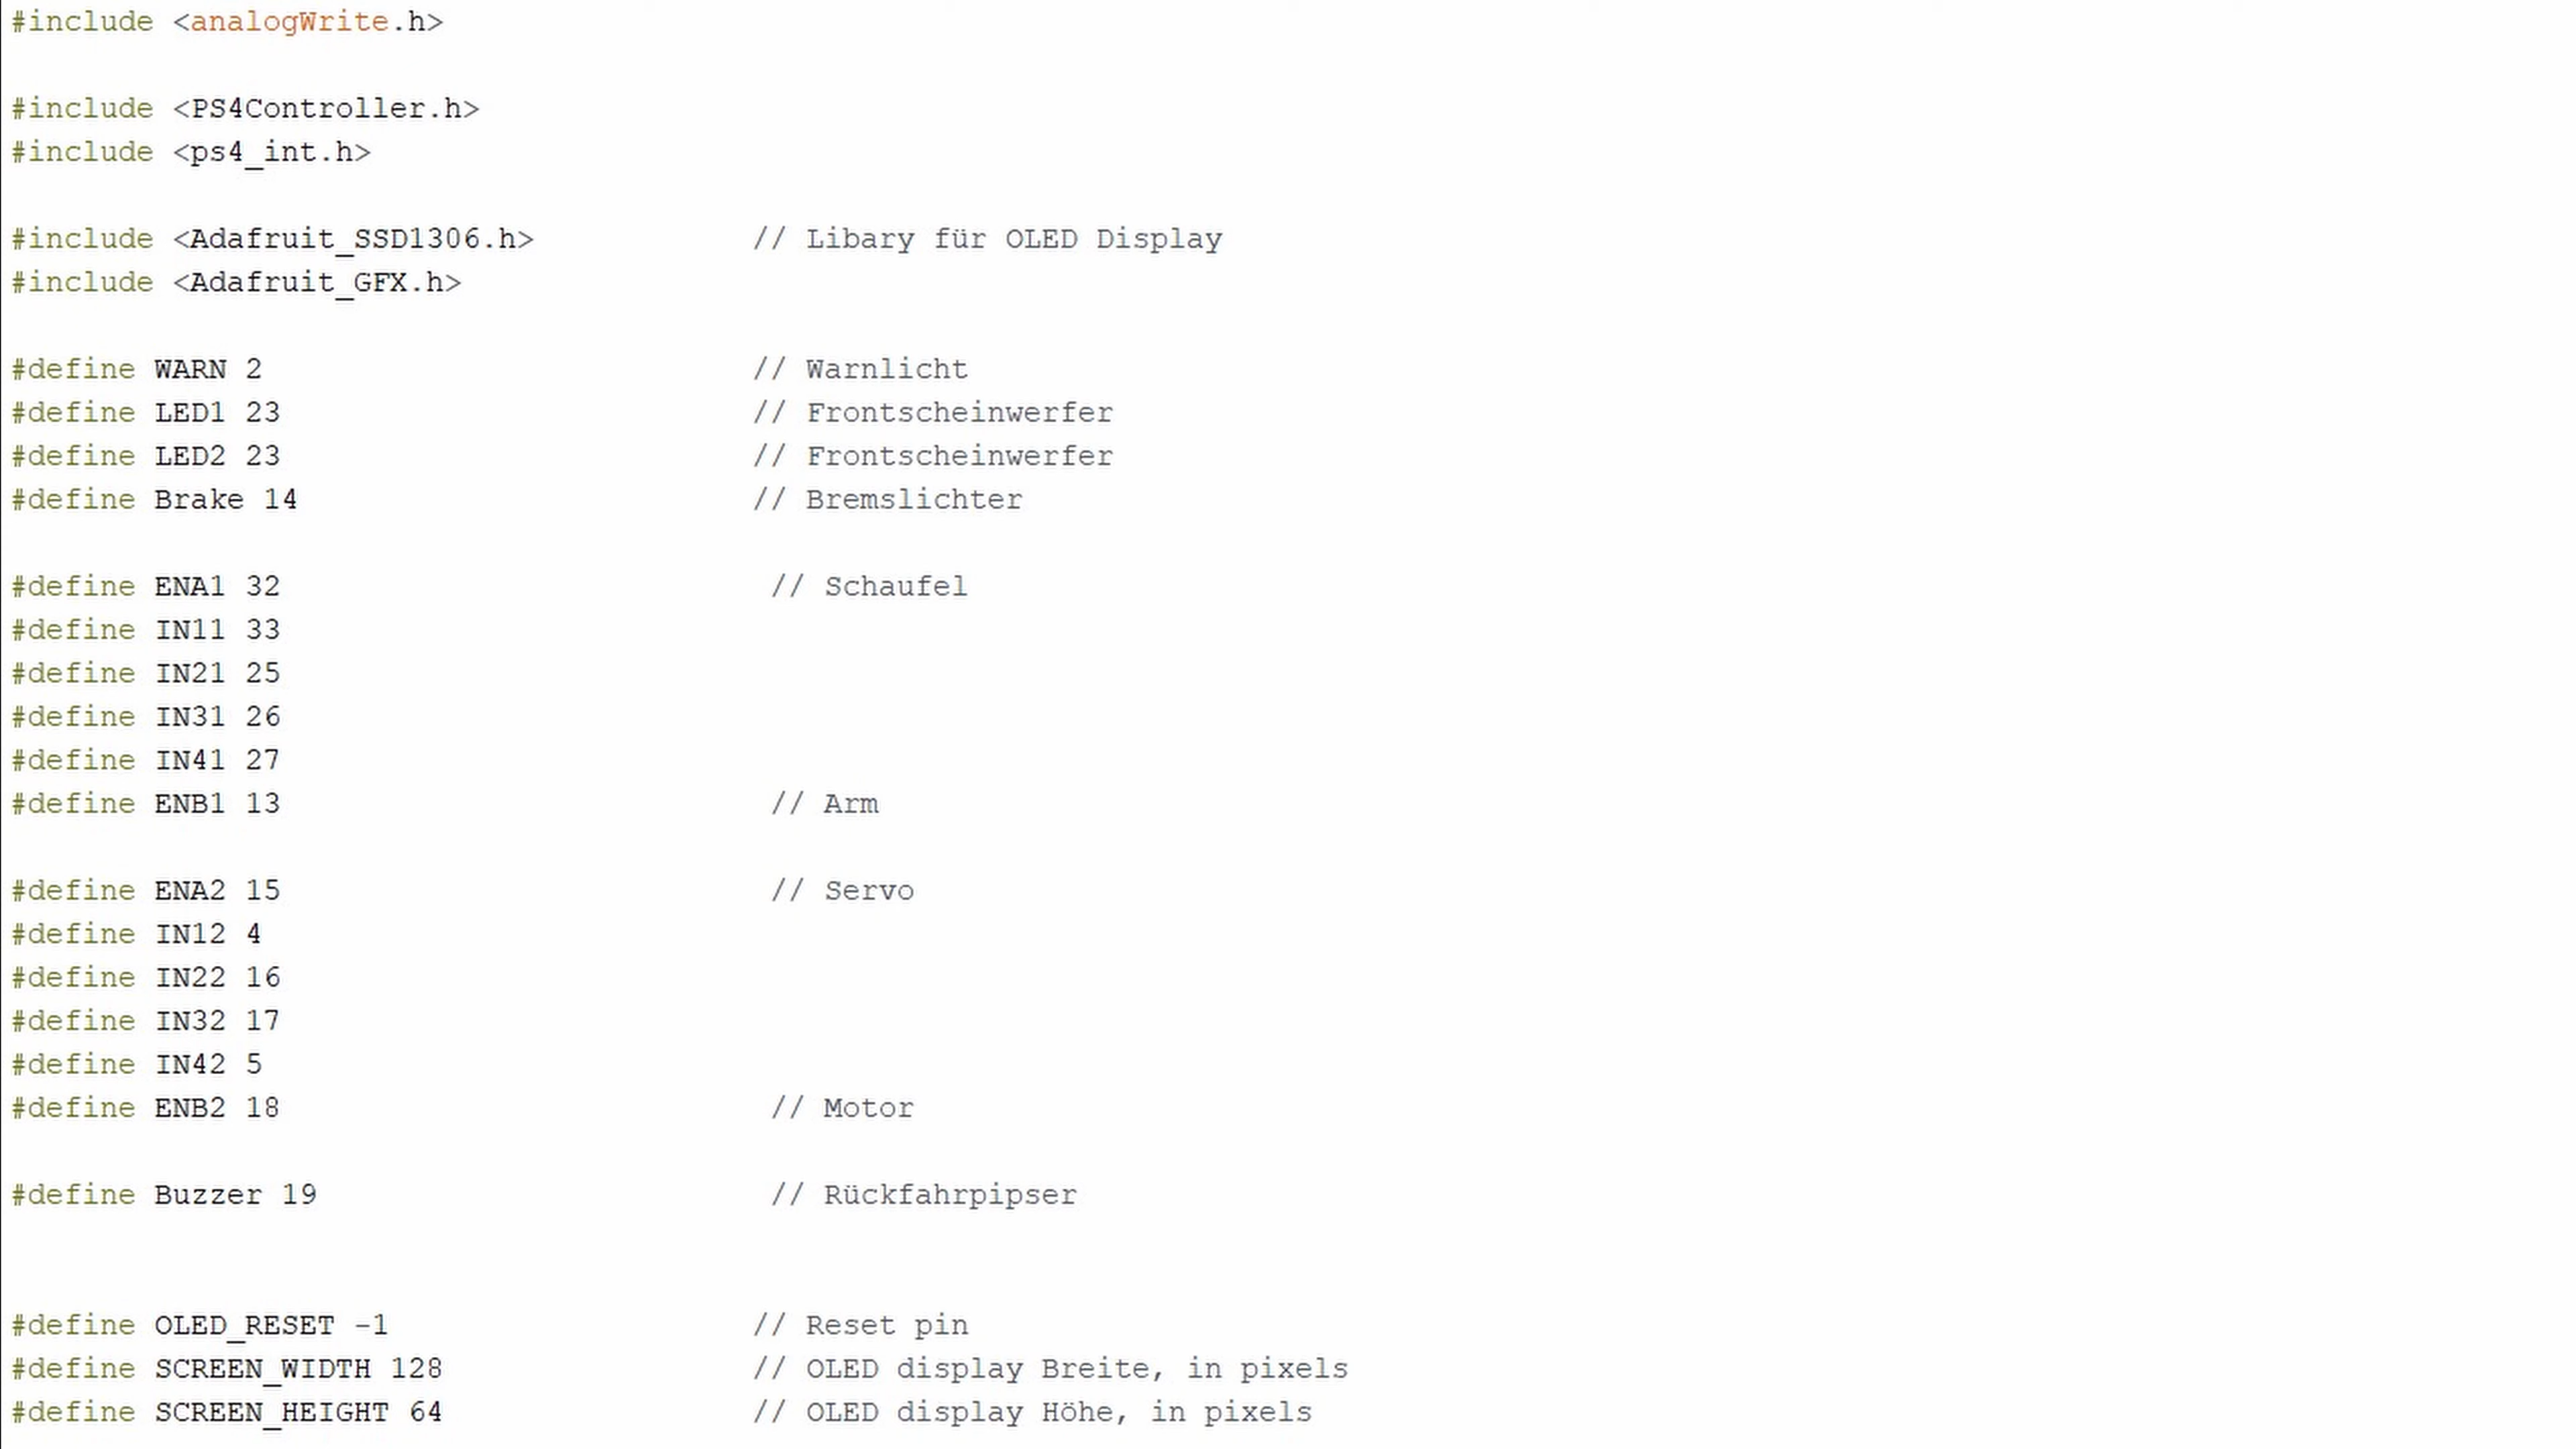 #include <analogWrite.h>
#include <PS4Controller.h>
#include <ps4_int.h>
#include <Adafruit_SSD1306.h> // Libary für OLED Display
#include <Adafruit_GFX.h>
#define WARN 2 // Warnlicht
#define LED1 23 // Frontscheinwerfer
#define LED2 23 // Frontscheinwerfer
#define Brake 14 // Bremslichter
#define ENA1 32 // Schaufel
#define IN11 33
#define IN21 25
#define IN31 26
#define IN41 27
#define ENB1 13 // Arm
#define ENA2 15 // Servo
#define IN12 4
#define IN22 16
#define IN32 17
#define IN42 5
#define ENB2 18 // Motor
#define Buzzer 19 // Rückfahrpipser
#define OLED_RESET -1 // Reset pin
#define SCREEN_WIDTH 128 // OLED display Breite, in pixels
#define SCREEN_HEIGHT 64 // OLED display Höhe, in pixels